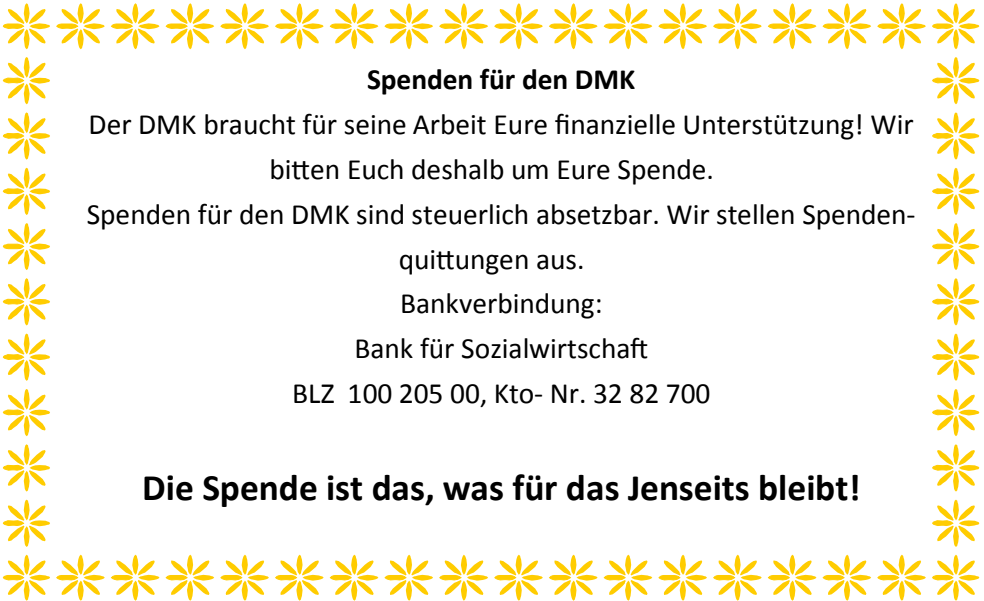 Spenden für den DMK
Der DMK braucht für seine Arbeit Eure finanzielle Unterstützung! Wir
bitten Euch deshalb um Eure Spende.
Spenden für den DMK sind steuerlich absetzbar. Wir stellen Spenden-
quittungen aus.
Bankverbindung:
Bank für Sozialwirtschaft
BLZ  100 205 00, Kto- Nr. 32 82 700
Die Spende ist das, was für das Jenseits bleibt!